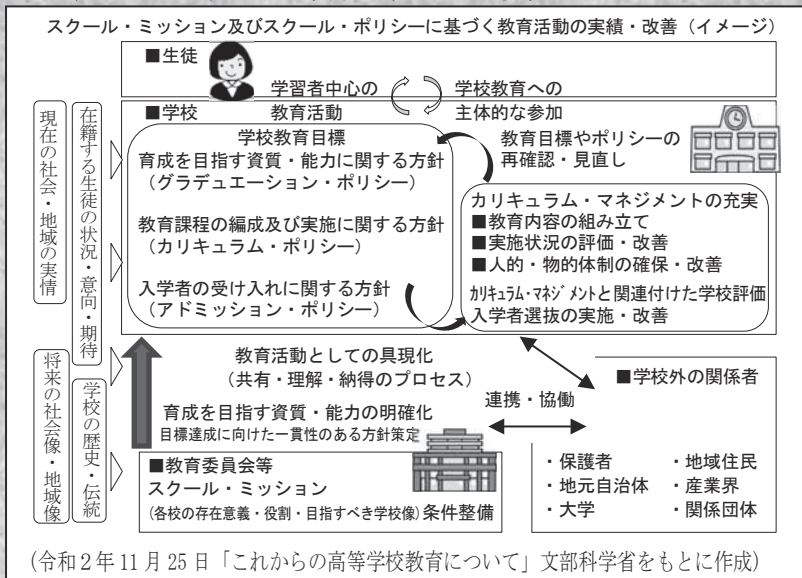 スクール・ミッション及びスクール・ポリシーに基づく教育活動の実績・改善（イメージ）
■生徒
学習者中心の
教育活動
学校教育への
主体的な参加
■学校
現在の社会・地域の実情
在籍する生徒の状況・意向・期待
将来の社会像・地域像
学校の歴史・伝統
学校教育目標
育成を目指す資質・能力に関する方針
（グラデュエーション・ポリシー）
教育課程の編成及び実施に関する方針
（カリキュラム・ポリシー）
入学者の受け入れに関する方針
（アドミッション・ポリシー）
教育目標やポリシーの
再確認・見直し
カリキュラム・マネジメントの充実
■教育内容の組み立て
■実施状況の評価・改善
■人的・物的体制の確保・改善
カリキュラム・マネジメントと関連付けた学校評価
入学者選抜の実施・改善
教育活動としての具現化
（共有・理解・納得のプロセス）
育成を目指す資質・能力の明確化
目標達成に向けた一貫性のある方針策定
連携・協働
■教育委員会等
スクール・ミッション
（各校の存在意義・役割・目指すべき学校像）条件整備
■学校外の関係者
・保護者
・地元自治体
・大学
・地域住民
・産業界
・関係団体
(令和２年11月25日「これからの高等学校教育について」文部科学省をもとに作成)